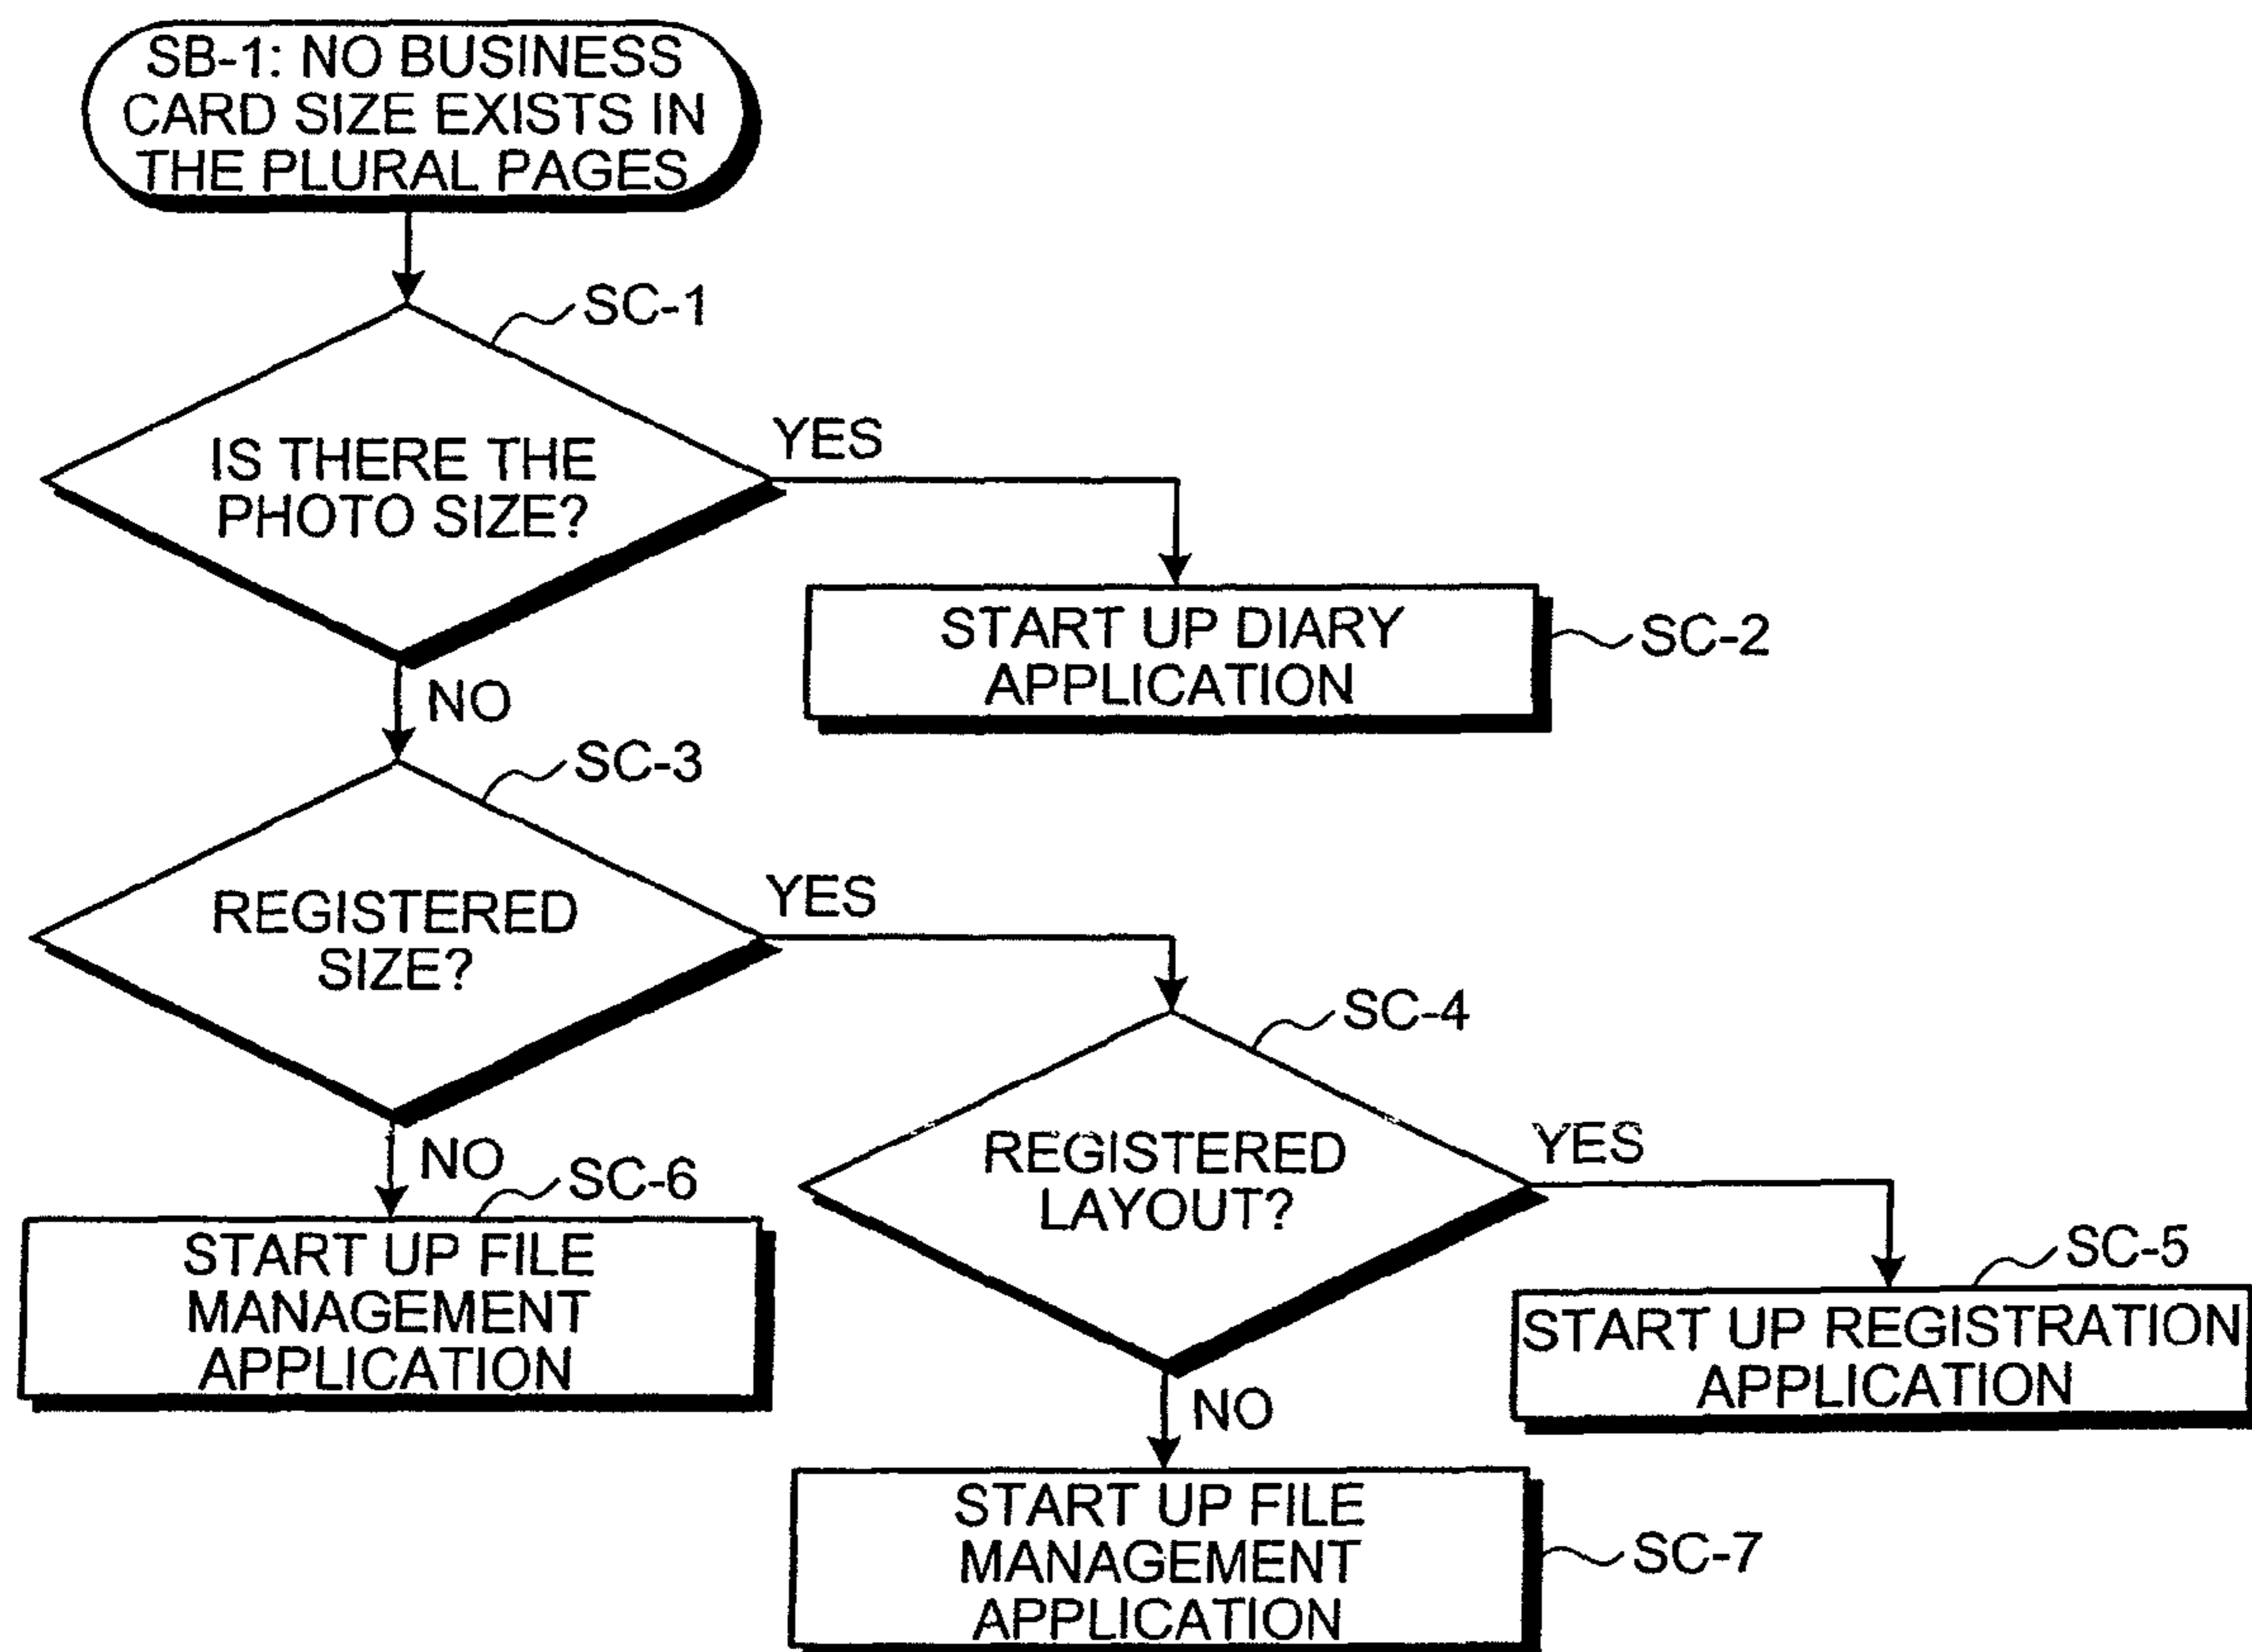 SB-1: NO BUSINESS
CARD SIZE EXISTS IN
THE PLURAL PAGES
SC-1
IS THERE THE
PHOTO SIZE?
YES
START UP DIARY
APPLICATION
SC-2
NO
SC-3
REGISTERED
SIZE?
YES
SC-4
REGISTERED
LAYOUT?
YES
NO
SC-6
START UP FILE
MANAGEMENT
APPLICATION
SC-5
START UP REGISTRATION
APPLICATION
NO
START UP FILE
MANAGEMENT
APPLICATION
SC-7